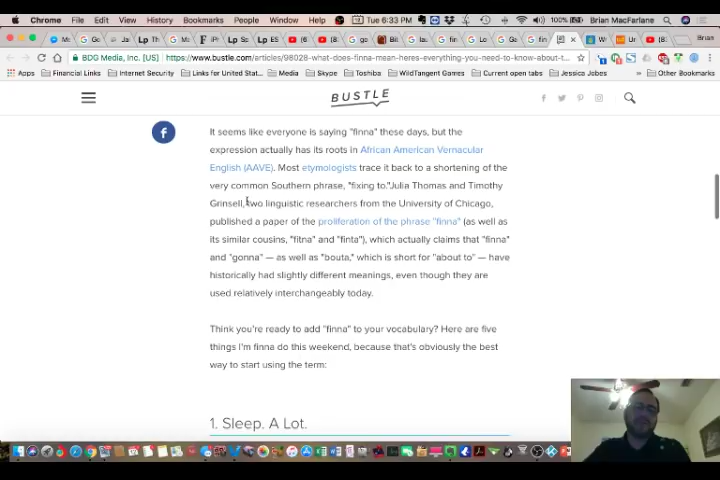 Chrome File Edit View History Bookmarks People Window Help 100% Tue 6:33 PM Brian MacFarlane
Brian
BDG Media, Inc. [US] https://www.bustle.com/articles/98028-what-does-finna-mean-heres-everything-you-need-to-know-about-t...
Apps Financial Links Internet Security Links for United Stat... Media Skype Toshiba WildTangent Games Current open tabs Jessica Jobes » Other Bookmarks
BUSTLE
It seems like everyone is saying "finna" these days, but the
expression actually has its roots in African American Vernacular
English (AAVE). Most etymologists trace it back to a shortening of the
very common Southern phrase, "fixing to."Julia Thomas and Timothy
Grinsell, two linguistic researchers from the University of Chicago,
published a paper of the proliferation of the phrase "finna" (as well as
its similar cousins, "fitna" and "finta"), which actually claims that "finna"
and "gonna" — as well as "bouta," which is short for "about to" — have
historically had slightly different meanings, even though they are
used relatively interchangeably today.
Think you're ready to add "finna" to your vocabulary? Here are five
things I'm finna do this weekend, because that's obviously the best
way to start using the term:
1. Sleep. A Lot.